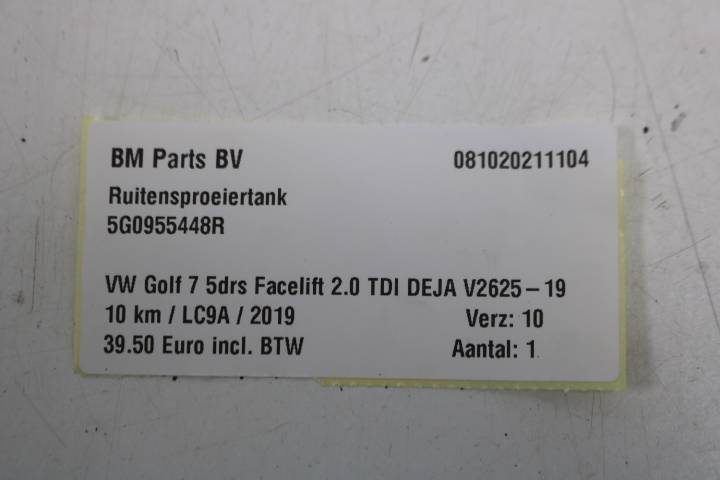 BM Parts BV 081020211104
Ruitensproeiertank
5G0955448R
VW Golf 7 5drs Facelift 2.0 TDI DEJA V2625-19
10 km / LC9A / 2019 Verz: 10
39.50 Euro incl. BTW Aantal: 1